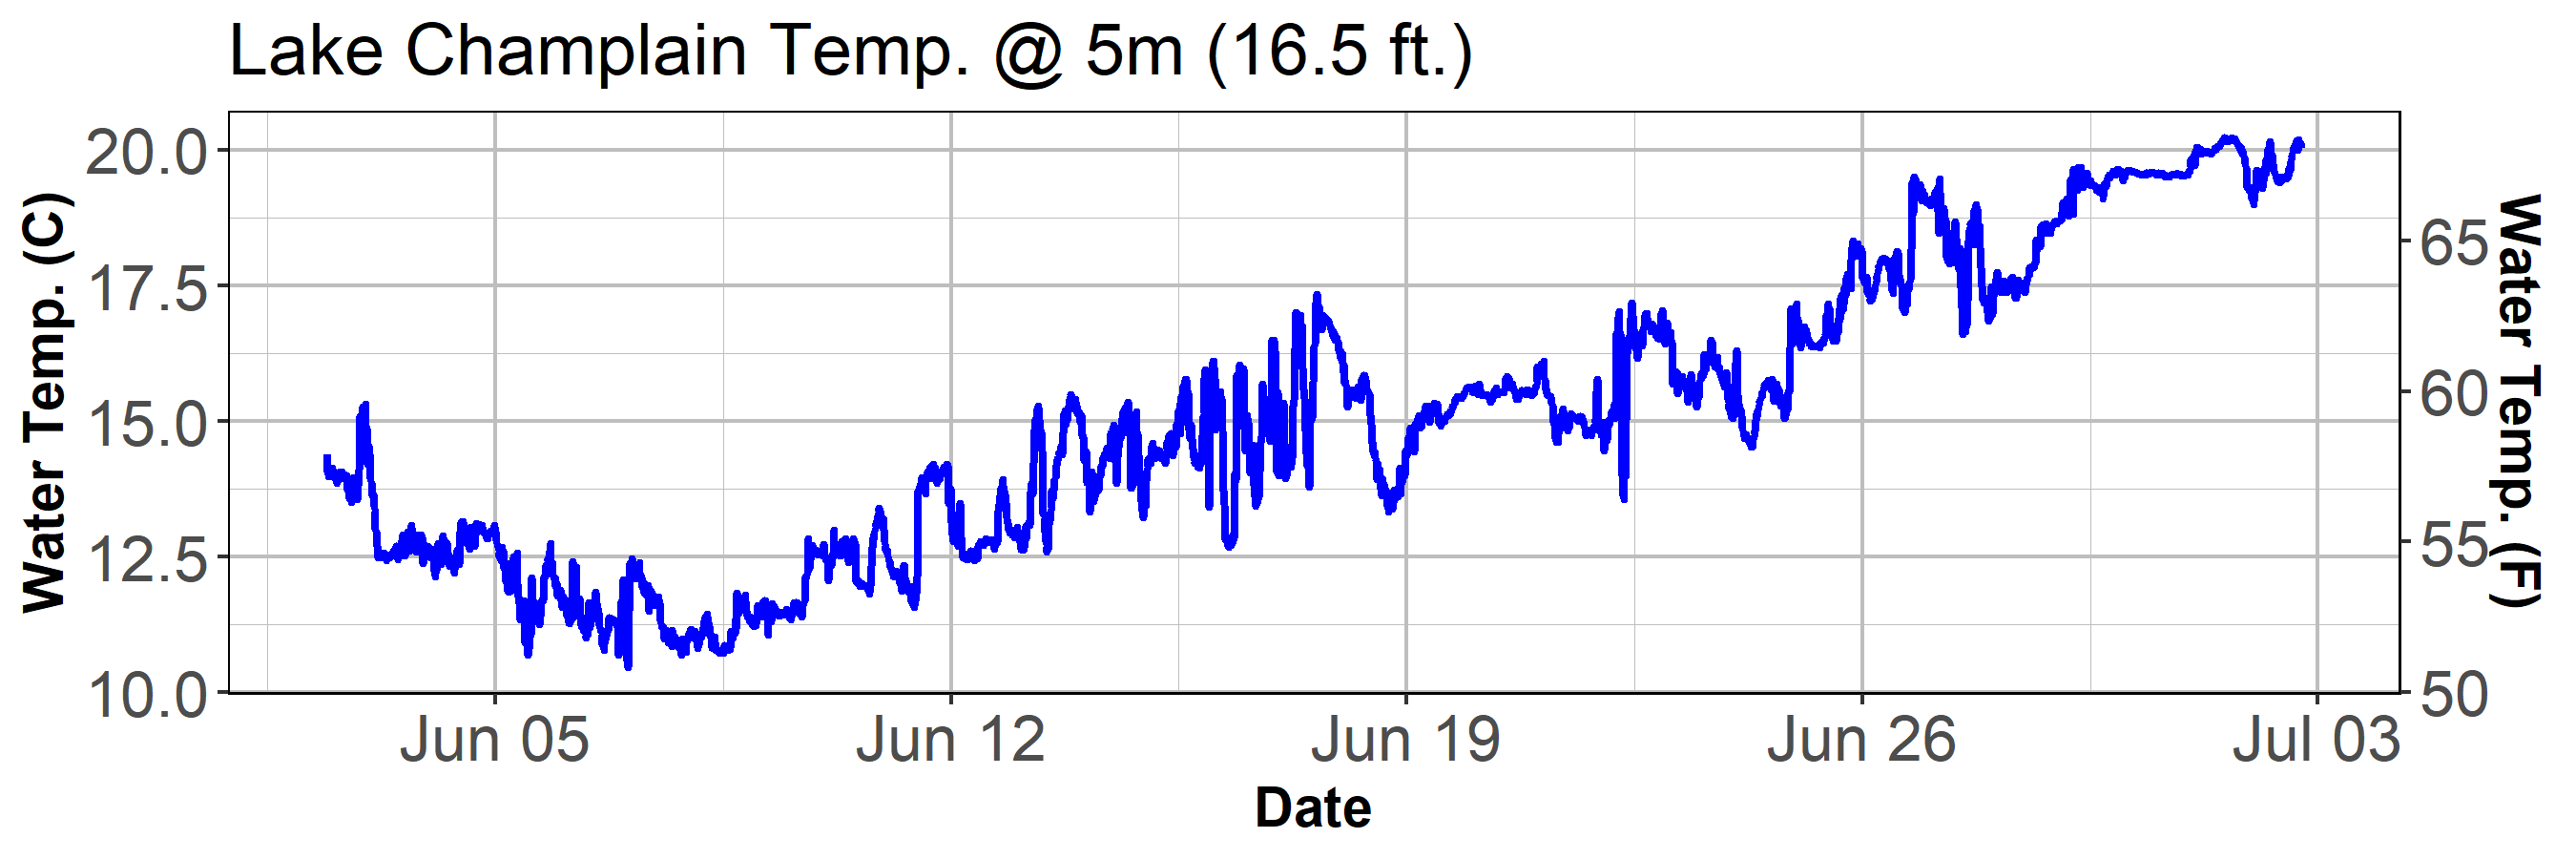 Lake Champlain Temp. @ 5m (16.5 ft.)
Water Temp. (C)
20.0
17.5
15.0
12.5
10.0
65
60
55
50
Water Temp. (F)
Jun 05 Jun 12 Jun 19 Jun 26 Jul 03
Date